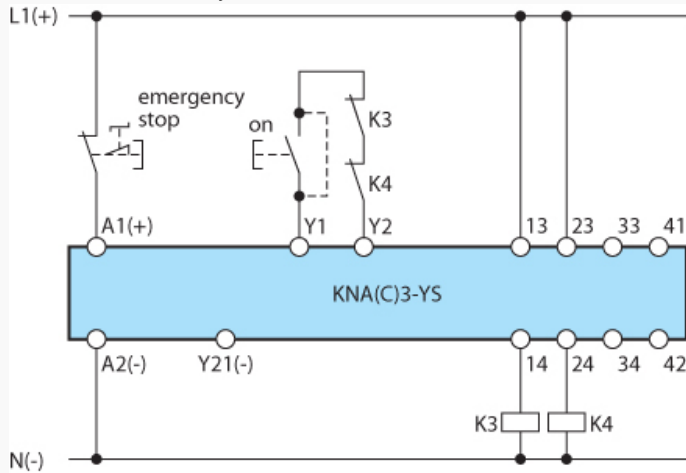 L1(+)
emergency
stop
on
K3
K4
A1(+)
Y1
Y2
13
23
33
41
KNA(C)3-YS
A2(-)
Y21(-)
14
24
34
42
K3
K4
N(-)